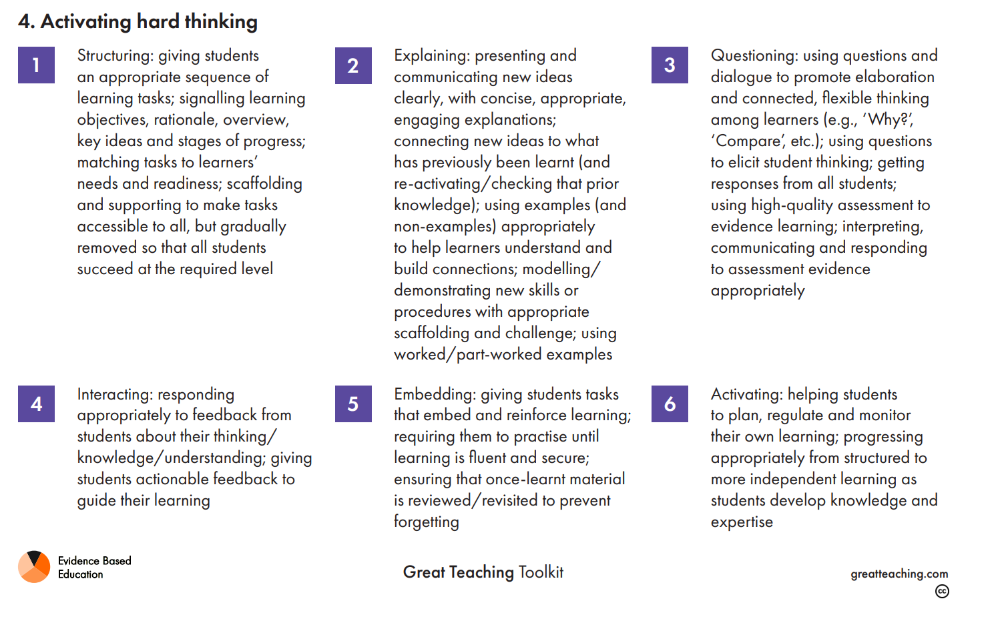 4. Activating hard thinking
1
Structuring: giving students
an appropriate sequence of
learning tasks; signalling learning
objectives, rationale, overview,
key ideas and stages of progress;
matching tasks to learners’
needs and readiness; scaffolding
and supporting to make tasks
accessible to all, but gradually
removed so that all students
succeed at the required level
2
Explaining: presenting and
communicating new ideas
clearly, with concise, appropriate,
engaging explanations;
connecting new ideas to what
has previously been learnt (and
re-activating/checking that prior
knowledge); using examples (and
non-examples) appropriately
to help learners understand and
build connections; modelling/
demonstrating new skills or
procedures with appropriate
scaffolding and challenge; using
worked/part-worked examples
3
Questioning: using questions and
dialogue to promote elaboration
and connected, flexible thinking
among learners (e.g., ‘Why?’,
‘Compare’, etc.); using questions
to elicit student thinking; getting
responses from all students;
using high-quality assessment to
evidence learning; interpreting,
communicating and responding
to assessment evidence
appropriately
4
Interacting: responding
appropriately to feedback from
students about their thinking/
knowledge/understanding; giving
students actionable feedback to
guide their learning
5
Embedding: giving students tasks
that embed and reinforce learning;
requiring them to practise until
learning is fluent and secure;
ensuring that once-learnt material
is reviewed/revisited to prevent
forgetting
6
Activating: helping students
to plan, regulate and monitor
their own learning; progressing
appropriately from structured to
more independent learning as
students develop knowledge and
expertise
Evidence Based
Education
Great Teaching Toolkit
greatteaching.com
cc